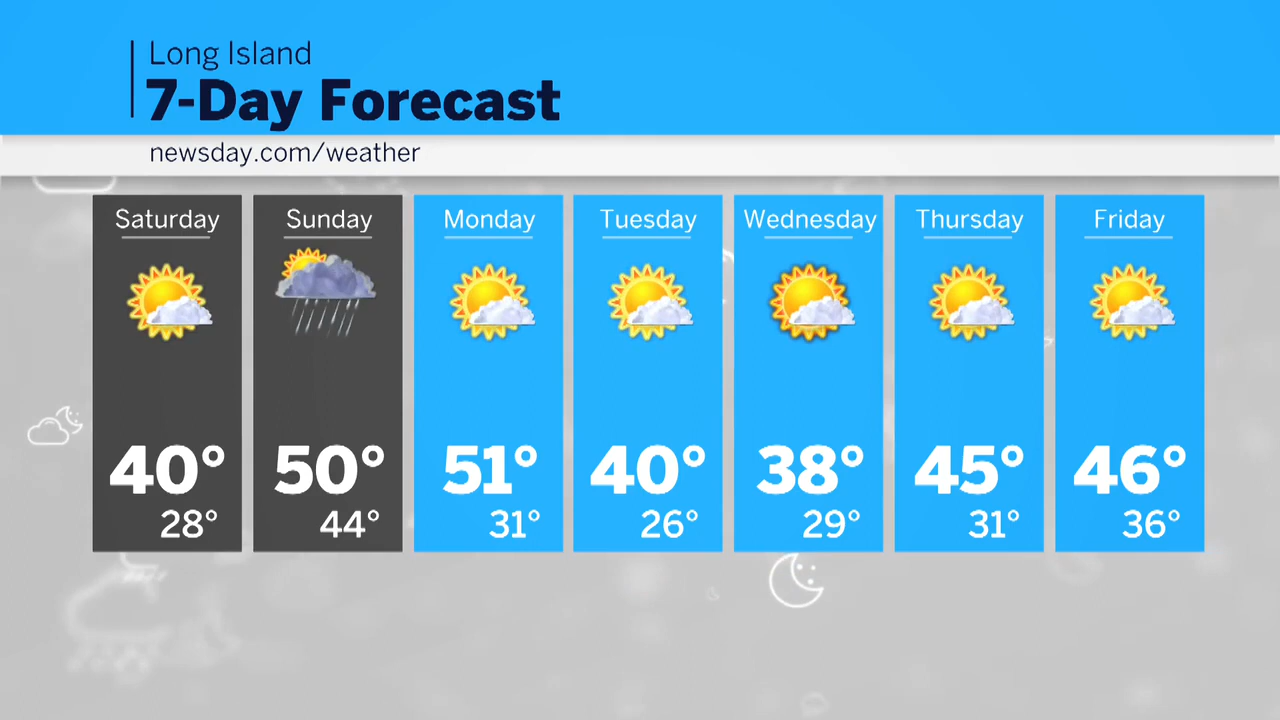 Long Island
7-Day Forecast
newsday.com/weather
Saturday
40°
28°
Sunday
50°
44°
Monday
51°
31°
Tuesday
40°
26°
Wednesday
38°
29°
Thursday
45°
31°
Friday
46°
36°